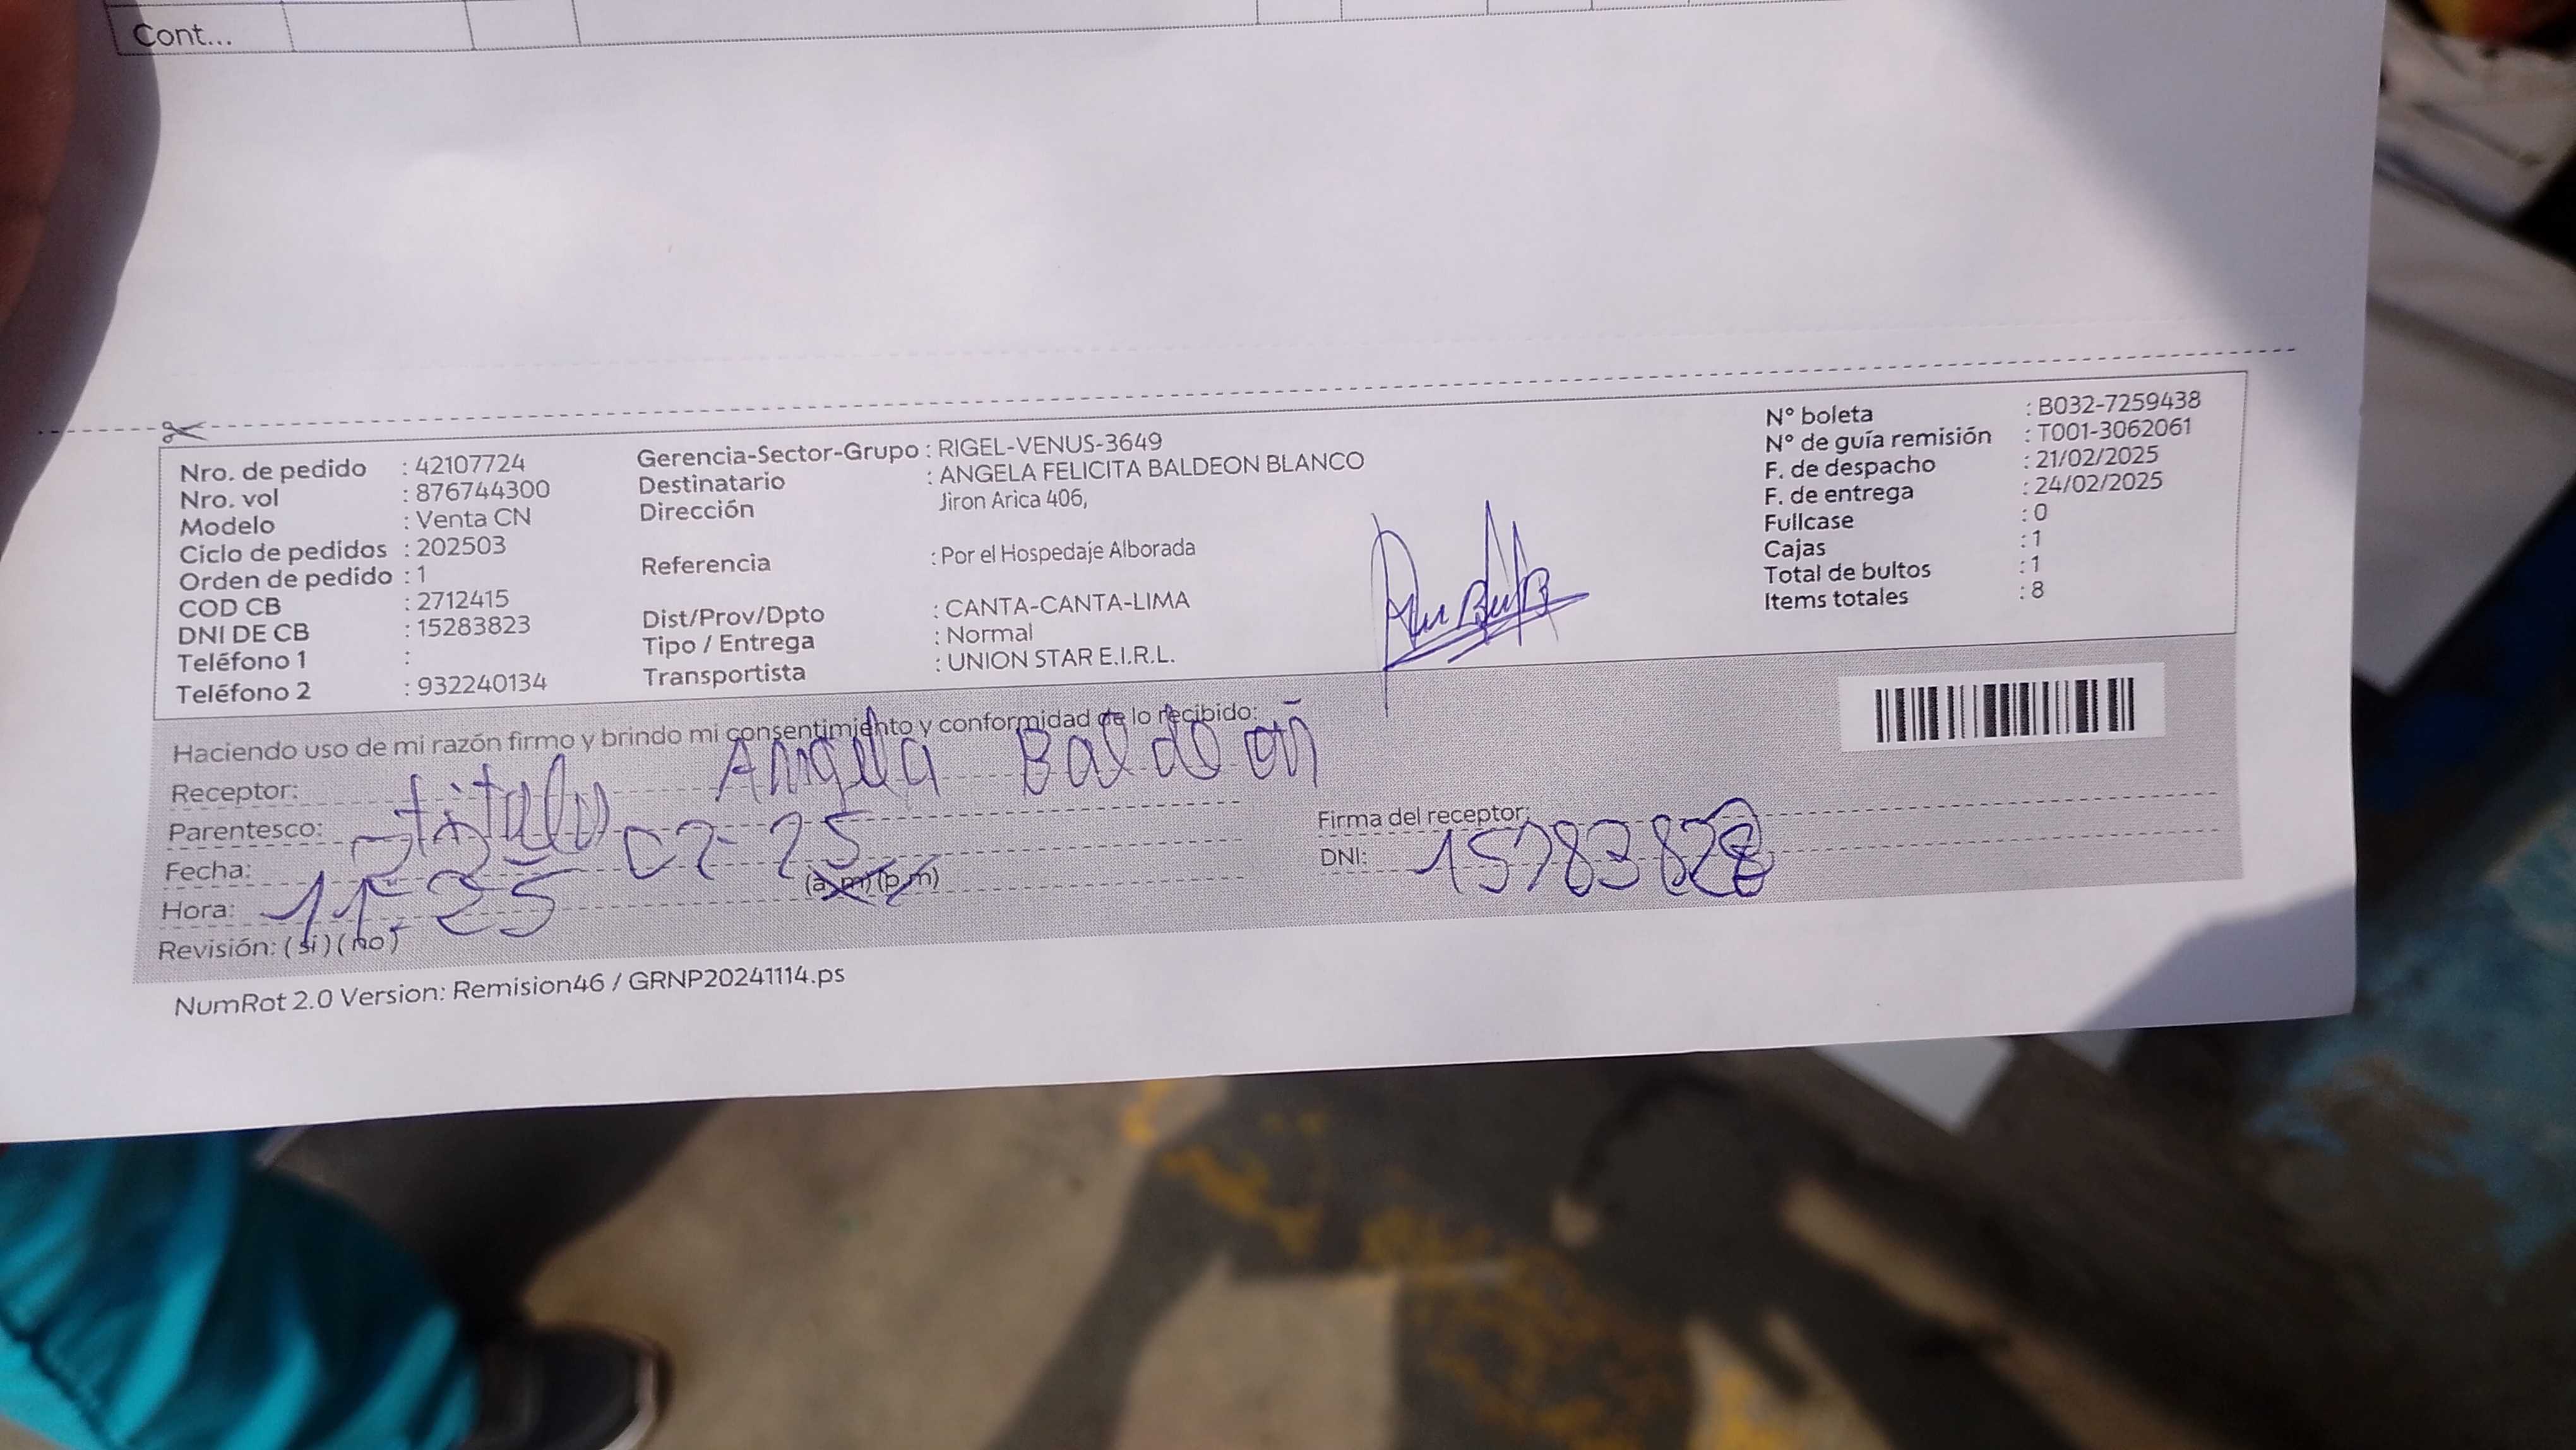 Cont...
Nro. de pedido : 42107724
Nro. vol : 876744300
Modelo : Venta CN
Ciclo de pedidos : 202503
Orden de pedido : 1
COD CB : 2712415
DNI DE CB : 15283823
Teléfono 1 :
Teléfono 2 : 932240134
Gerencia-Sector-Grupo : RIGEL-VENUS-3649
Destinatario : ANGELA FELICITA BALDEON BLANCO
Dirección Jiron Arica 406,
Referencia : Por el Hospedaje Alborada
Dist/Prov/Dpto : CANTA-CANTA-LIMA
Tipo / Entrega : Normal
Transportista : UNION STAR E.I.R.L.
N° boleta : B032-7259438
N° de guía remisión : T001-3062061
F. de despacho : 21/02/2025
F. de entrega : 24/02/2025
Fullcase : 0
Cajas : 1
Total de bultos : 1
Items totales : 8
Haciendo uso de mi razón firmo y brindo mi consentimiento y conformidad de lo recibido:
Receptor: Angela Baldeon
Parentesco:
Fecha: 02-25
Hora: 11:25 (a.m) (p.m)
Revisión: (si) (no)
Firma del receptor:
DNI:
NumRot 2.0 Version: Remision46 / GRNP20241114.ps